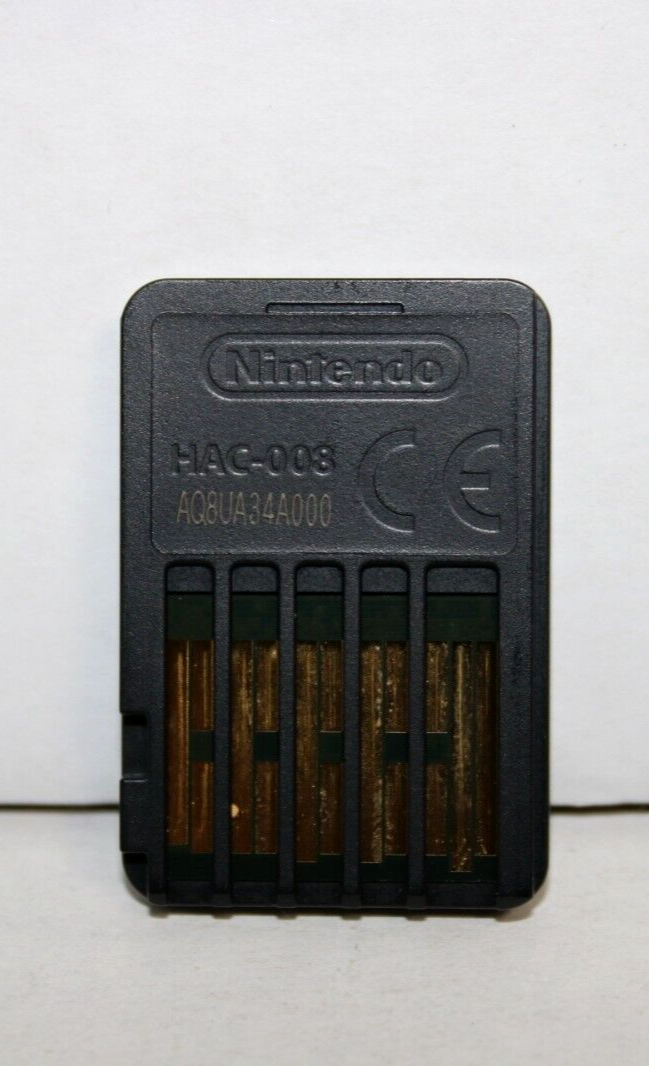 Nintendo
HAC-008
AQ8UA34A000
CE